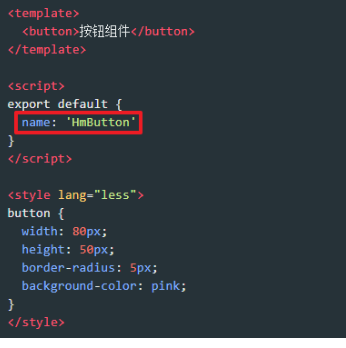 <template>
  <button>按钮组件</button>
</template>

<script>
export default {
  name: 'HmButton'
}
</script>

<style lang="less">
button {
  width: 80px;
  height: 50px;
  border-radius: 5px;
  background-color: pink;
}
</style>